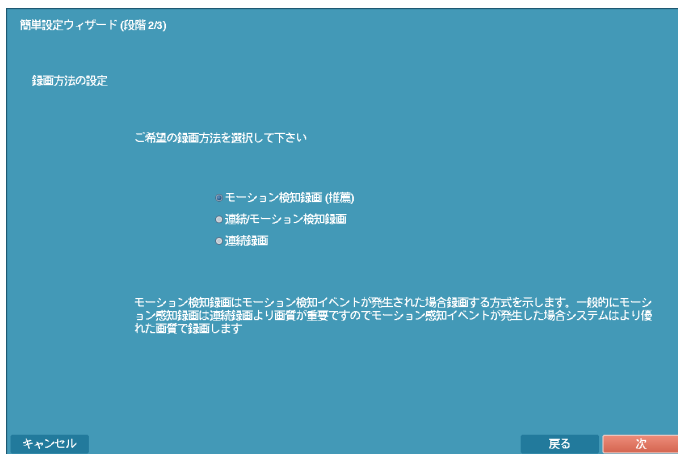 簡単設定ウィザード (段階 2/3)
録画方法の設定
ご希望の録画方法を選択して下さい
モーション検知録画 (推薦)
連続/モーション検知録画
連続録画
モーション検知録画はモーション検知イベントが発生された場合録画する方式を示します。一般的にモーシ
ョン感知録画は連続録画より画質が重要ですのでモーション感知イベントが発生した場合システムはより優
れた画質で録画します
キャンセル
戻る
次